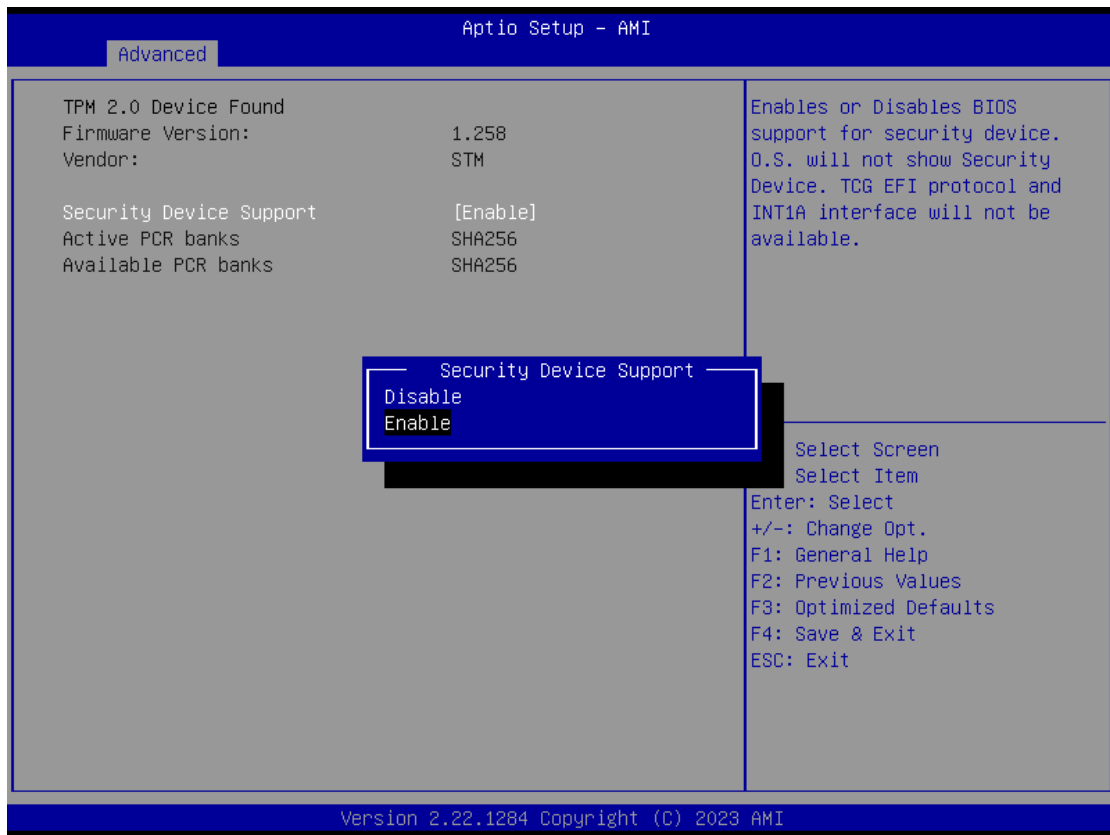 Aptio Setup – AMI
Advanced
TPM 2.0 Device Found
Firmware Version: 1.258
Vendor: STM
Security Device Support [Enable]
Active PCR banks SHA256
Available PCR banks SHA256
Security Device Support
Disable
Enable
Enables or Disables BIOS
support for security device.
O.S. will not show Security
Device. TCG EFI protocol and
INT1A interface will not be
available.
Select Screen
Select Item
Enter: Select
+/-: Change Opt.
F1: General Help
F2: Previous Values
F3: Optimized Defaults
F4: Save & Exit
ESC: Exit
Version 2.22.1284 Copyright (C) 2023 AMI